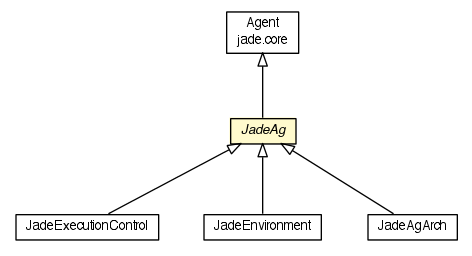 Agent
jade.core
JadeAg
JadeExecutionControl
JadeEnvironment
JadeAgArch